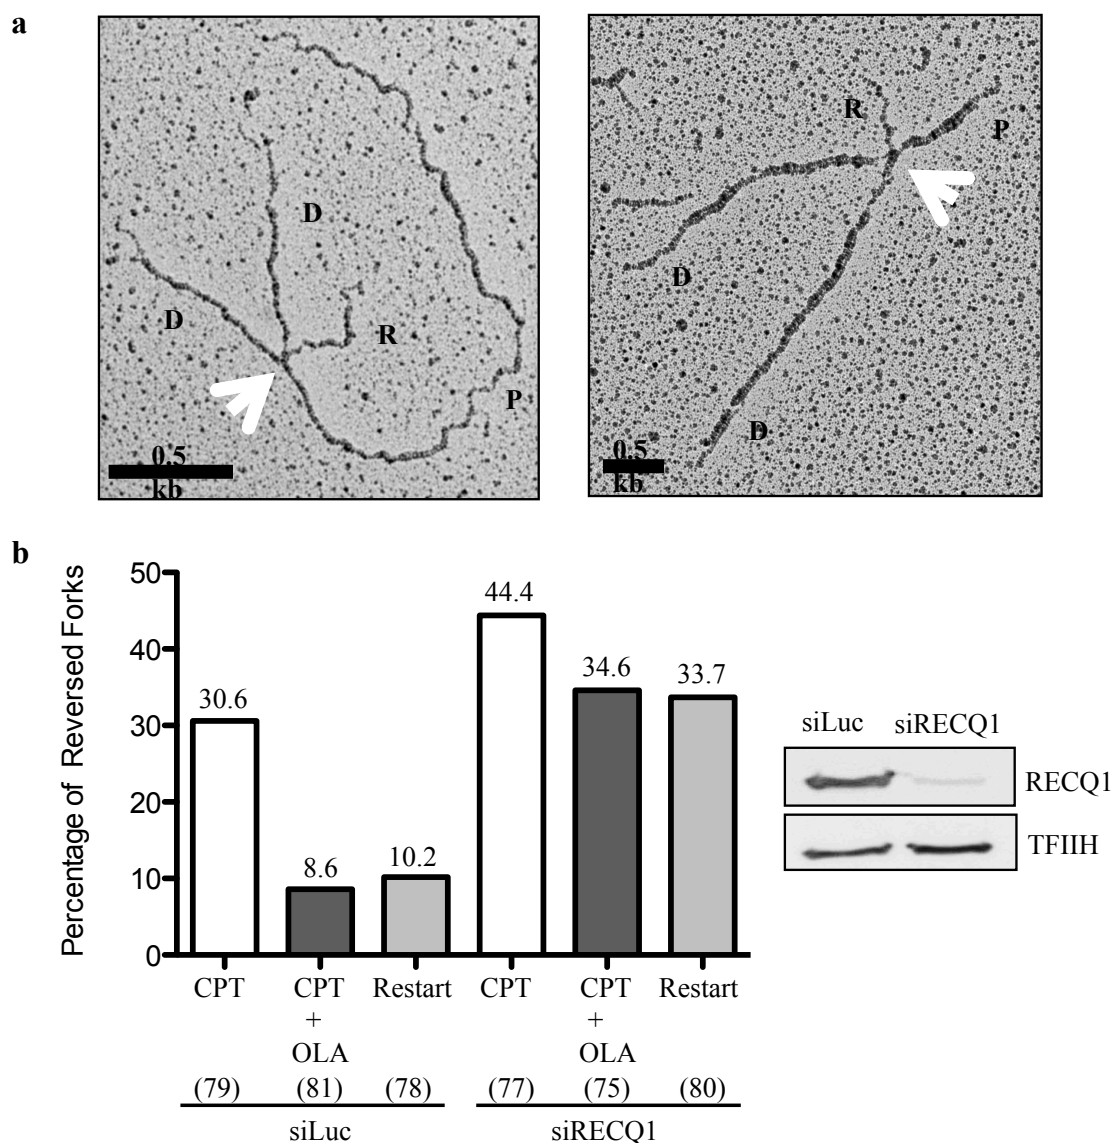 a
D
D
R
P
0.5
kb
R
P
D
D
0.5
kb
b
Percentage of Reversed Forks
50
40
30
20
10
0
30.6
8.6
10.2
44.4
34.6
33.7
CPT
CPT
+
OLA
Restart
CPT
CPT
+
OLA
Restart
(79) (81) (78) (77) (75) (80)
siLuc siRECQ1
siLuc siRECQ1
RECQ1
TFIIH